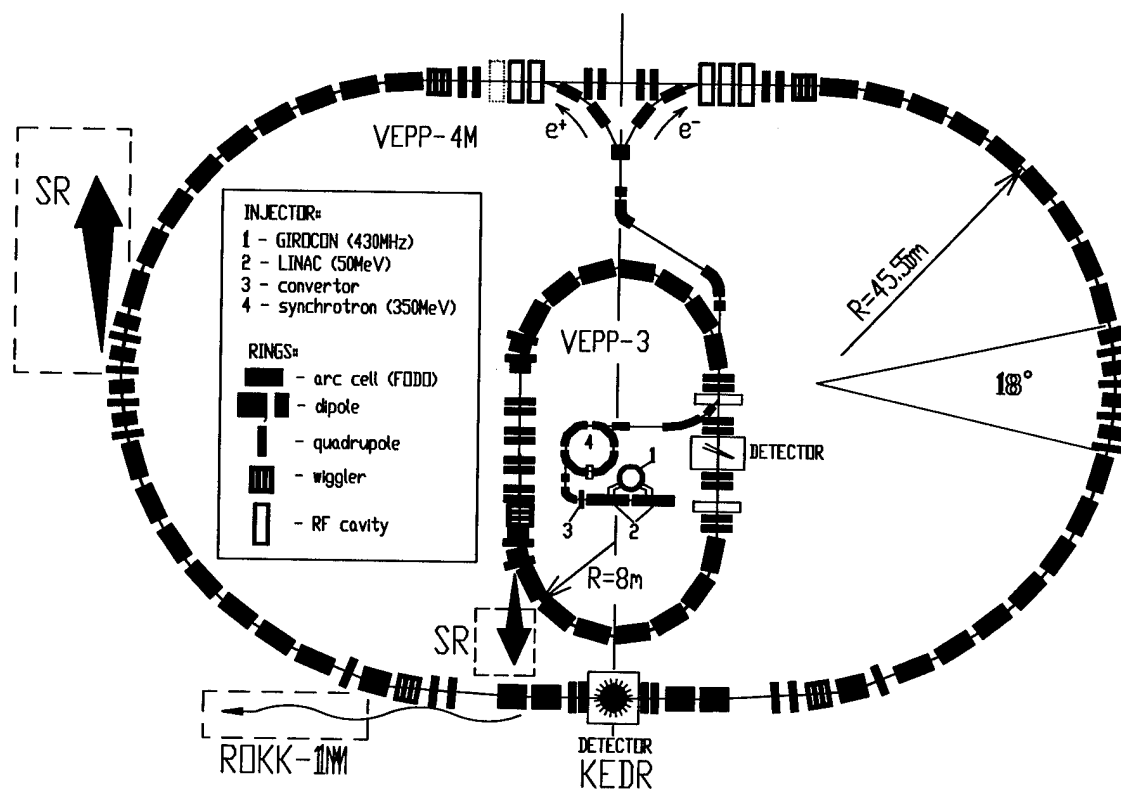 e+
e-
VEPP-4M
SR
INJECTOR:
1 - GIROCON (430MHz)
2 - LINAC (50MeV)
3 - convertor
4 - synchrotron (350MeV)
RINGS:
- arc cell (FODO)
- dipole
- quadrupole
- wiggler
- RF cavity
R=45.55m
VEPP-3
18°
4
1
DETECTOR
3
2
R=8m
SR
ROKK-1M
DETECTOR
KEDR